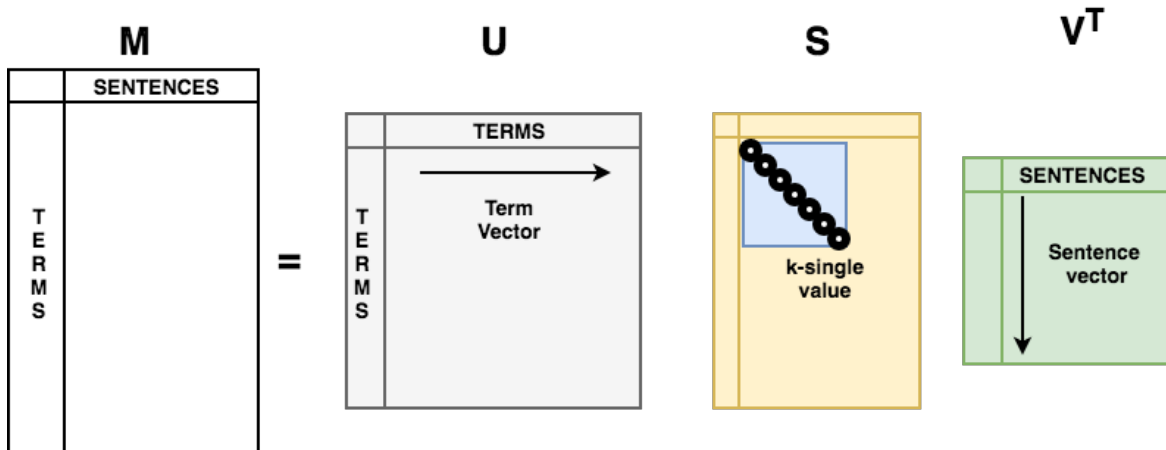 M
U
S
V^T
SENTENCES
TERMS
SENTENCES
T
E
R
M
S
Term
Vector
T
E
R
M
S
=
k-single
value
Sentence
vector